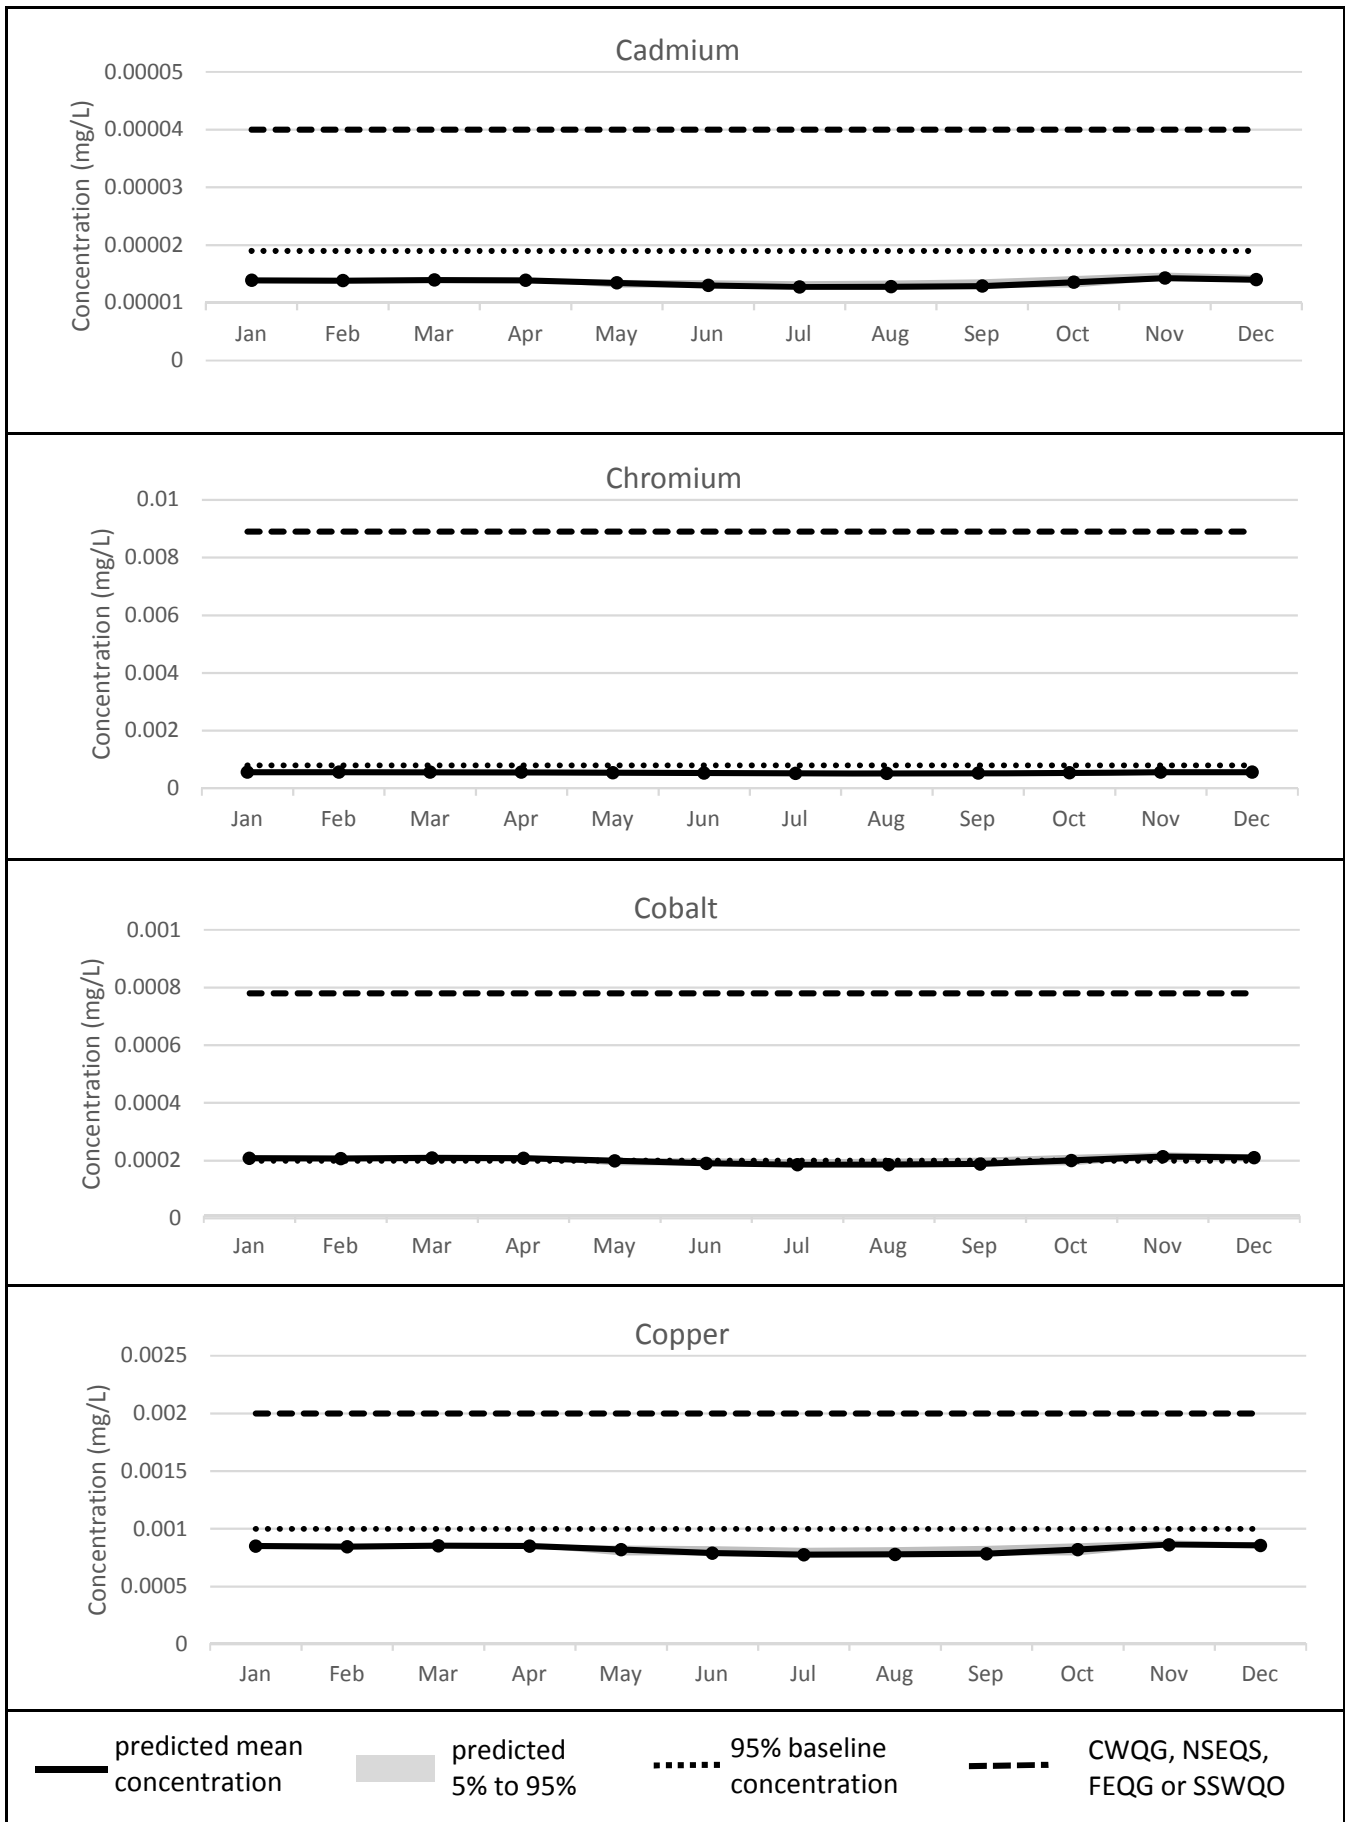 Cadmium
Concentration (mg/L)
0.00005
0.00004
0.00003
0.00002
0.00001
0
Jan Feb Mar Apr May Jun Jul Aug Sep Oct Nov Dec
Chromium
Concentration (mg/L)
0.01
0.008
0.006
0.004
0.002
0
Jan Feb Mar Apr May Jun Jul Aug Sep Oct Nov Dec
Cobalt
Concentration (mg/L)
0.001
0.0008
0.0006
0.0004
0.0002
0
Jan Feb Mar Apr May Jun Jul Aug Sep Oct Nov Dec
Copper
Concentration (mg/L)
0.0025
0.002
0.0015
0.001
0.0005
0
Jan Feb Mar Apr May Jun Jul Aug Sep Oct Nov Dec
predicted mean
concentration
predicted
5% to 95%
95% baseline
concentration
CWQG, NSEQS,
FEQG or SSWQO